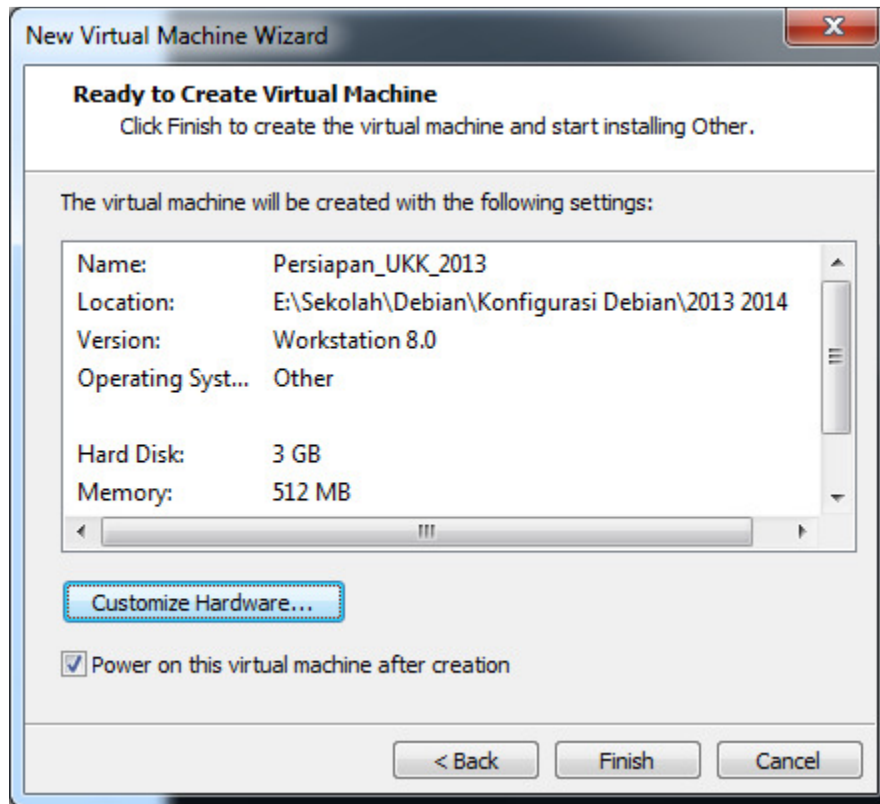 New Virtual Machine Wizard
Ready to Create Virtual Machine
Click Finish to create the virtual machine and start installing Other.
The virtual machine will be created with the following settings:
Name: Persiapan_UKK_2013
Location: E:\Sekolah\Debian\Konfigurasi Debian\2013 2014
Version: Workstation 8.0
Operating Syst... Other
Hard Disk: 3 GB
Memory: 512 MB
Customize Hardware...
Power on this virtual machine after creation
< Back Finish Cancel